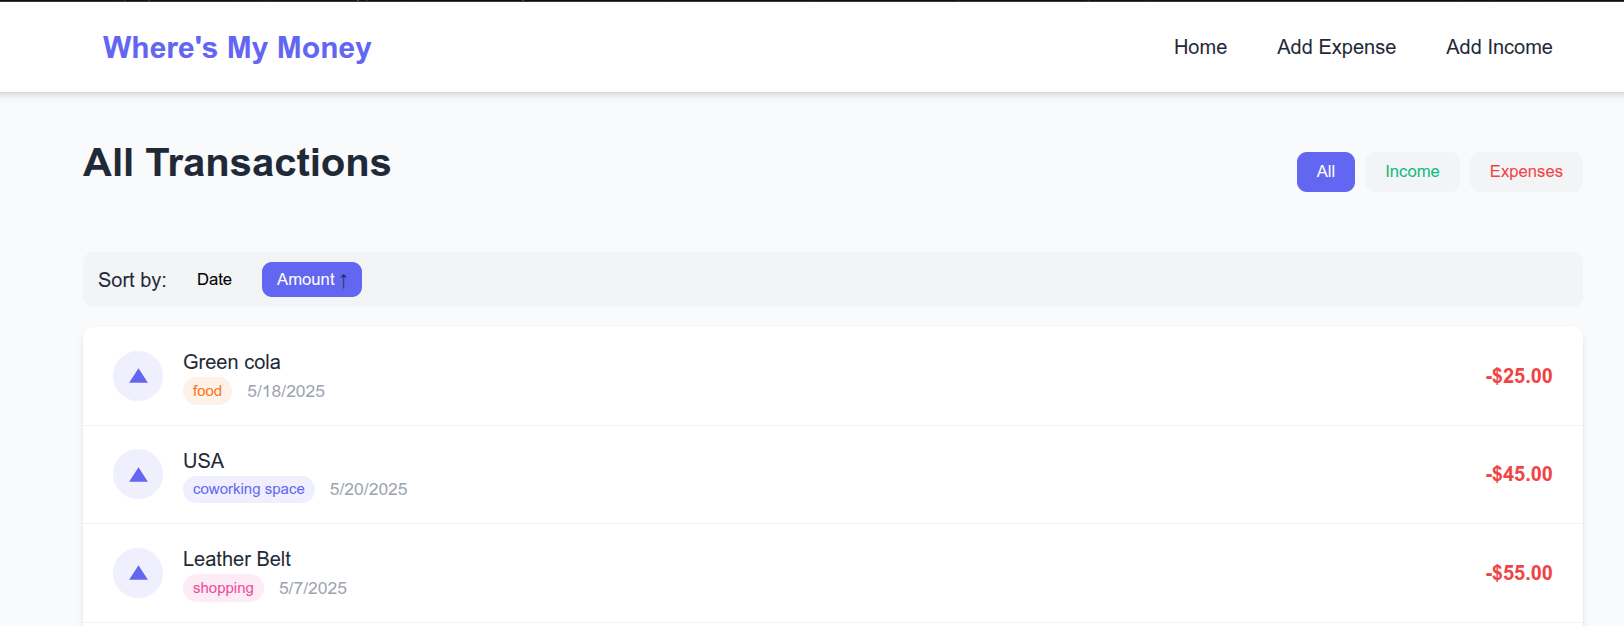 Where's My Money
Home Add Expense Add Income
All Transactions
All Income Expenses
Sort by: Date Amount ↑
Green cola
food 5/18/2025
-$25.00
USA
coworking space 5/20/2025
-$45.00
Leather Belt
shopping 5/7/2025
-$55.00